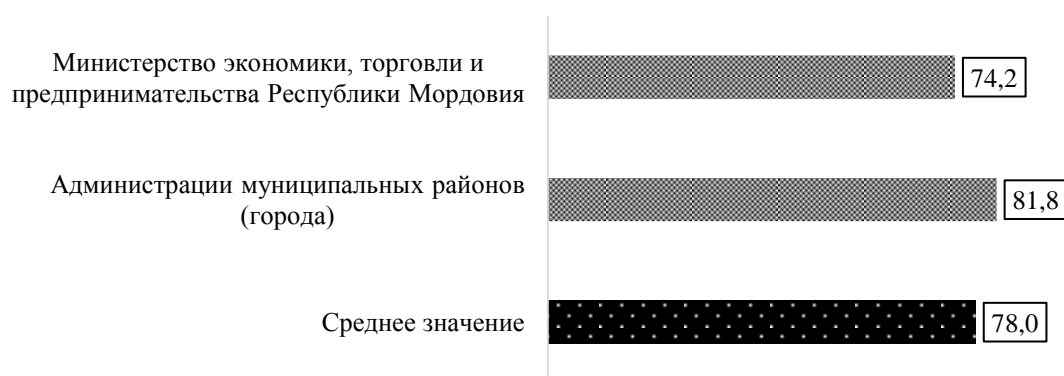 Министерство экономики, торговли и
предпринимательства Республики Мордовия
74,2
Администрации муниципальных районов
(города)
81,8
Среднее значение
78,0